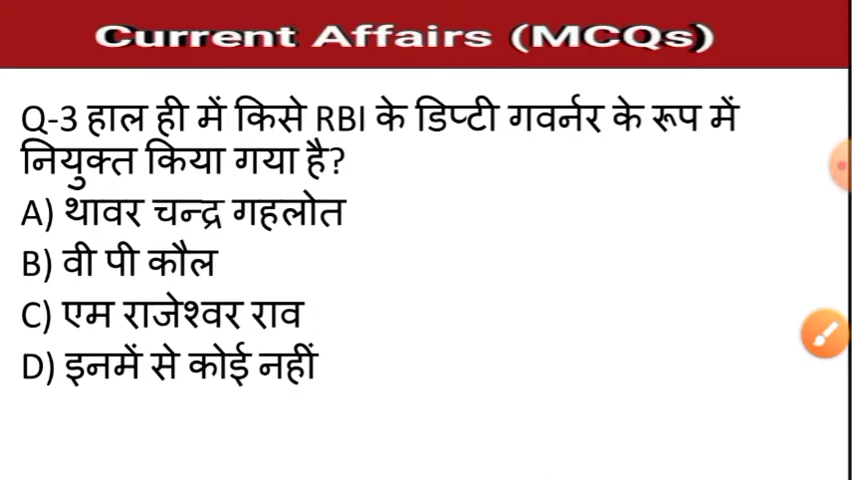 Current Affairs (MCQs)
Q-3 हाल ही में किसे RBI के डिप्टी गवर्नर के रूप में
नियुक्त किया गया है?
A) थावर चन्द्र गहलोत
B) वी पी कौल
C) एम राजेश्वर राव
D) इनमें से कोई नहीं